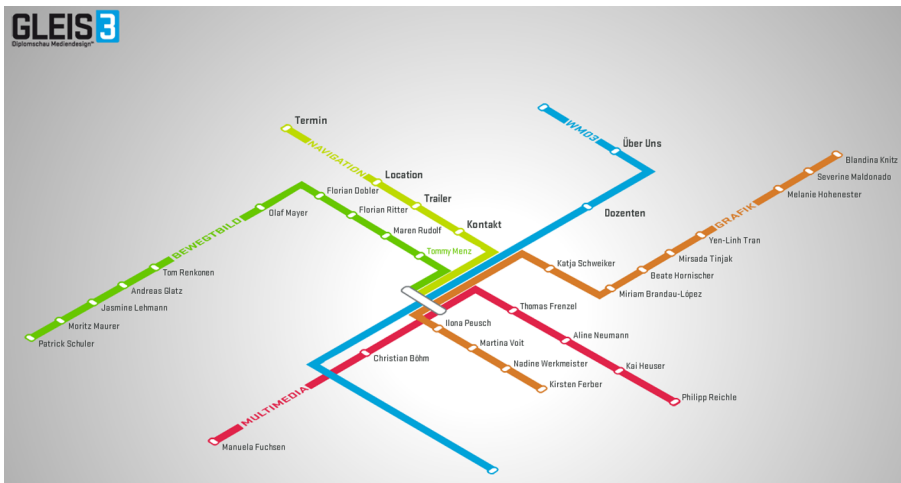 GLEIS 3
Diplomschau Mediendesign
Termin
NAVIGATION
Location
Trailer
Kontakt
WM03
Über Uns
Dozenten
Blandina Knitz
Severine Maldonado
Melanie Hohenester
GRAFIK
Yen-Linh Tran
Mirsada Tinjak
Beate Hornischer
Miriam Brandau-López
Katja Schweiker
Florian Dobler
Florian Ritter
Maren Rudolf
Tommy Menz
Olaf Mayer
BEWEGTBILD
Tom Renkonen
Andreas Glatz
Jasmine Lehmann
Moritz Maurer
Patrick Schuler
Thomas Frenzel
Aline Neumann
Kai Heuser
Philipp Reichle
Ilona Peusch
Martina Voit
Nadine Werkmeister
Kirsten Ferber
Christian Böhm
MULTIMEDIA
Manuela Fuchsen